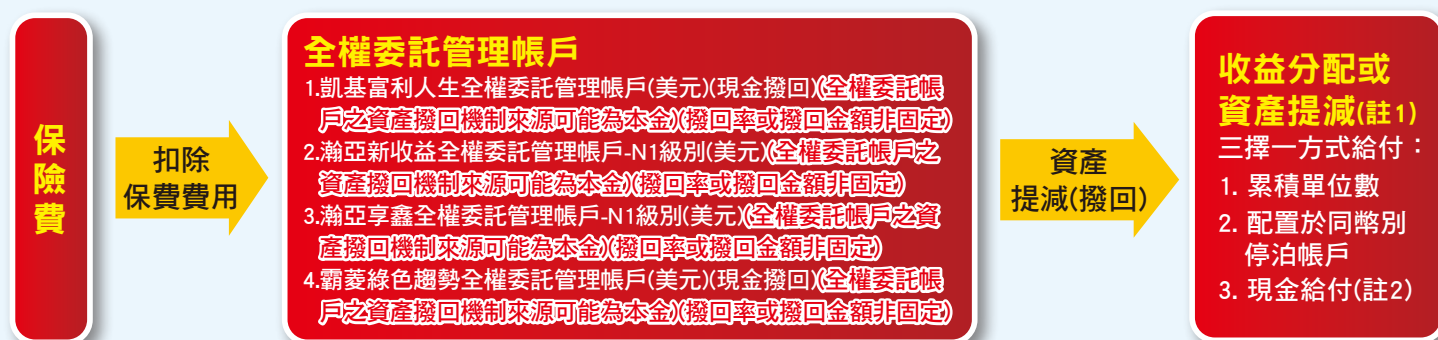 保險費
扣除
保費費用
全權委託管理帳戶
1.凱基富利人生全權委託管理帳戶(美元)(現金撥回)(全權委託帳
戶之資產撥回機制來源可能為本金)(撥回率或撥回金額非固定)
2.瀚亞新收益全權委託管理帳戶-N1級別(美元)(全權委託帳戶之
資產撥回機制來源可能為本金)(撥回率或撥回金額非固定)
3.瀚亞享鑫全權委託管理帳戶-N1級別(美元)(全權委託帳戶之資
產撥回機制來源可能為本金)(撥回率或撥回金額非固定)
4.霸菱綠色趨勢全權委託管理帳戶(美元)(現金撥回)(全權委託帳
戶之資產撥回機制來源可能為本金)(撥回率或撥回金額非固定)
資產
提減(撥回)
收益分配或
資產提減(註1)
三擇一方式給付：
1. 累積單位數
2. 配置於同幣別
停泊帳戶
3. 現金給付(註2)